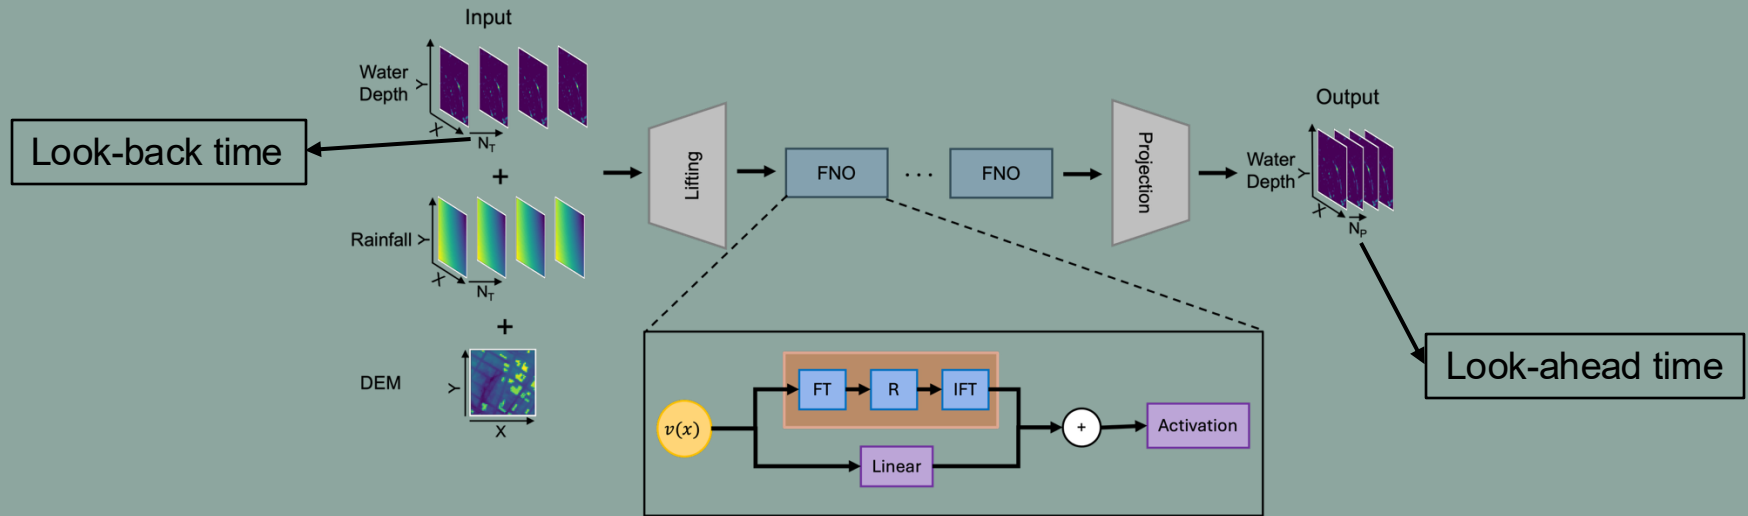 Input
Water
Depth
Y
X
N_T
Look-back time
+
Rainfall
Y
X
N_T
+
DEM
Y
X
Lifting
FNO
...
FNO
Projection
Output
Water
Depth
Y
X
N_P
Look-ahead time
v(x)
FT
R
IFT
Linear
+
Activation